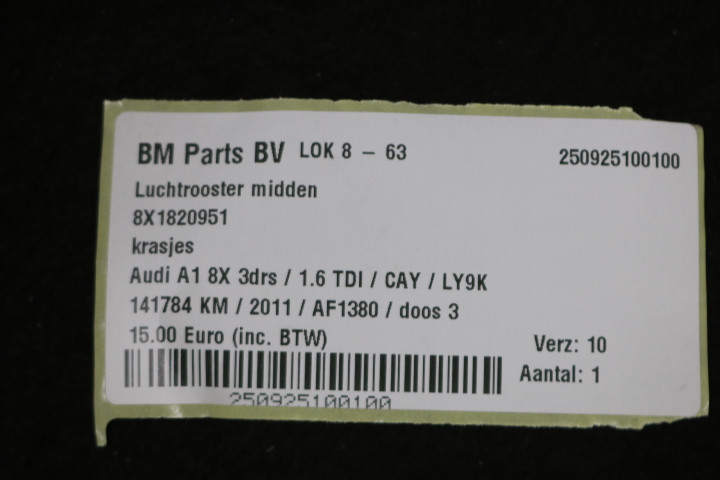 BM Parts BV LOK 8 - 63 250925100100
Luchtrooster midden
8X1820951
krasjes
Audi A1 8X 3drs / 1.6 TDI / CAY / LY9K
141784 KM / 2011 / AF1380 / doos 3
15.00 Euro (inc. BTW) Verz: 10
Aantal: 1
250925100100